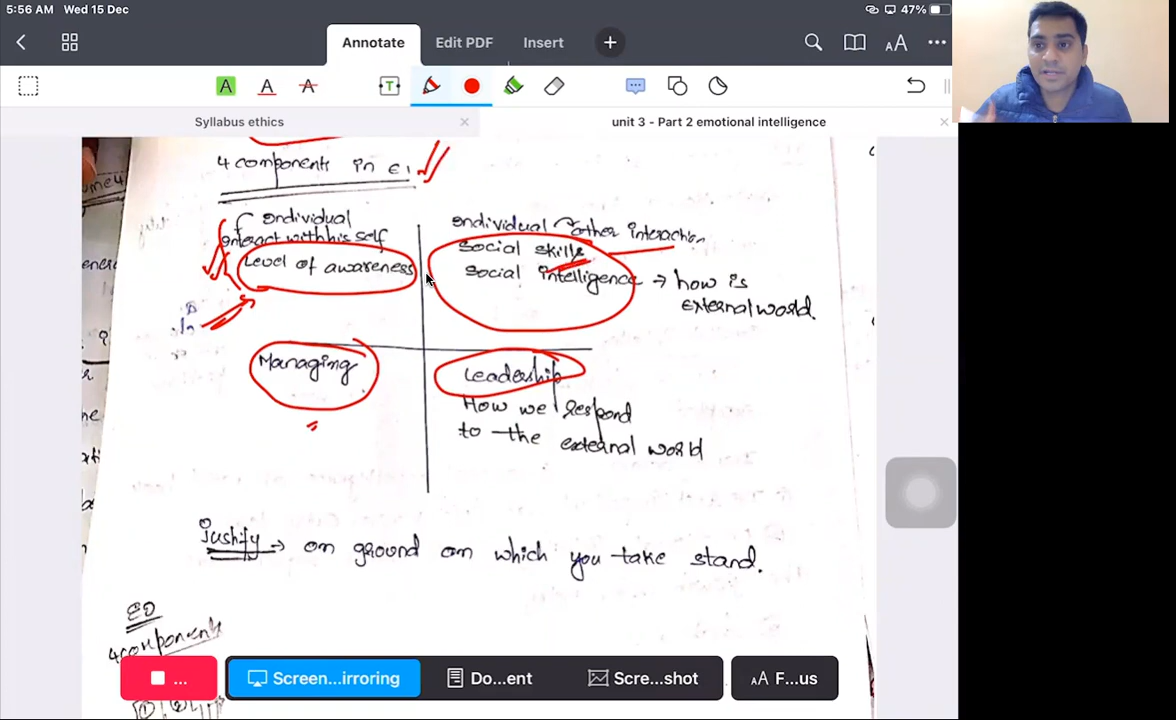 5:56 AM Wed 15 Dec
47%
Annotate
Edit PDF
Insert
AA
A A A T
Syllabus ethics
unit 3 - Part 2 emotional intelligence
4 components in EI
Individual
interact with his self
Level of awareness
Individual other interaction
social skills
social intelligence → how is
external world.
Managing
Leadership
How we respond
to the external world
justify → on ground on which you take stand.
4 components
...
Screen...irroring
Do...ent
Scre...shot
AA F...us